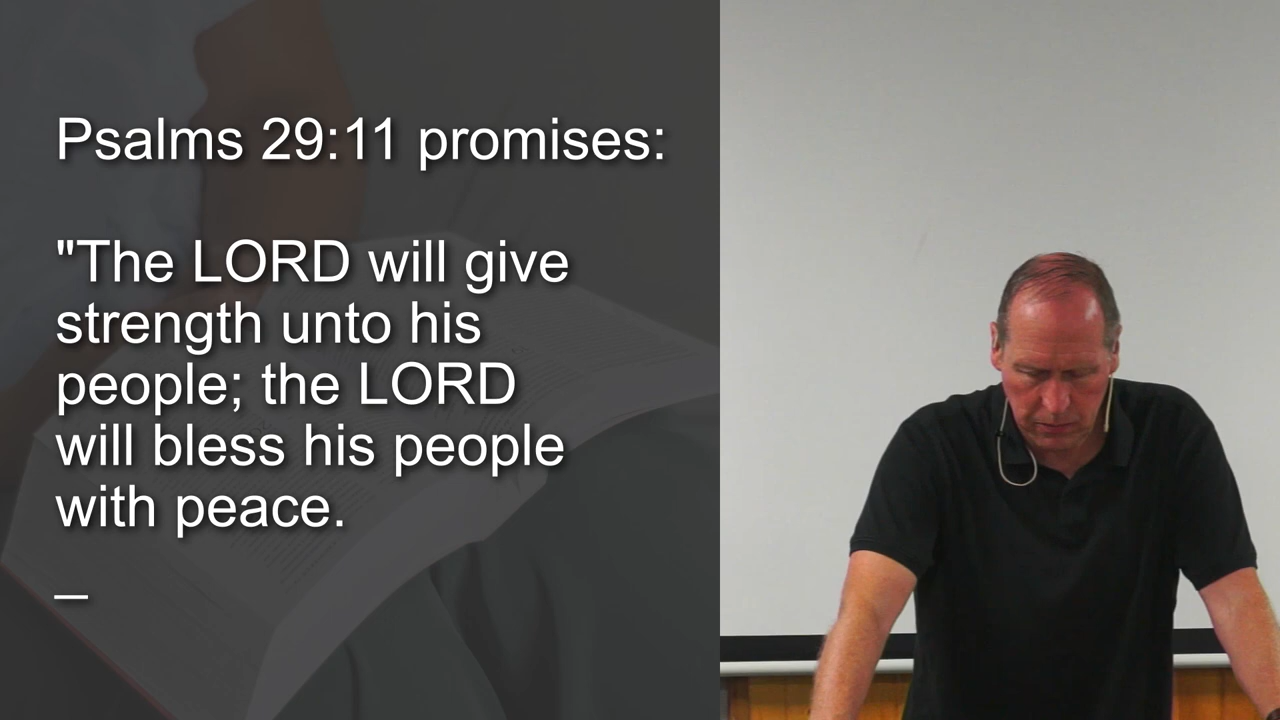 Psalms 29:11 promises:
"The LORD will give
strength unto his
people; the LORD
will bless his people
with peace.
_